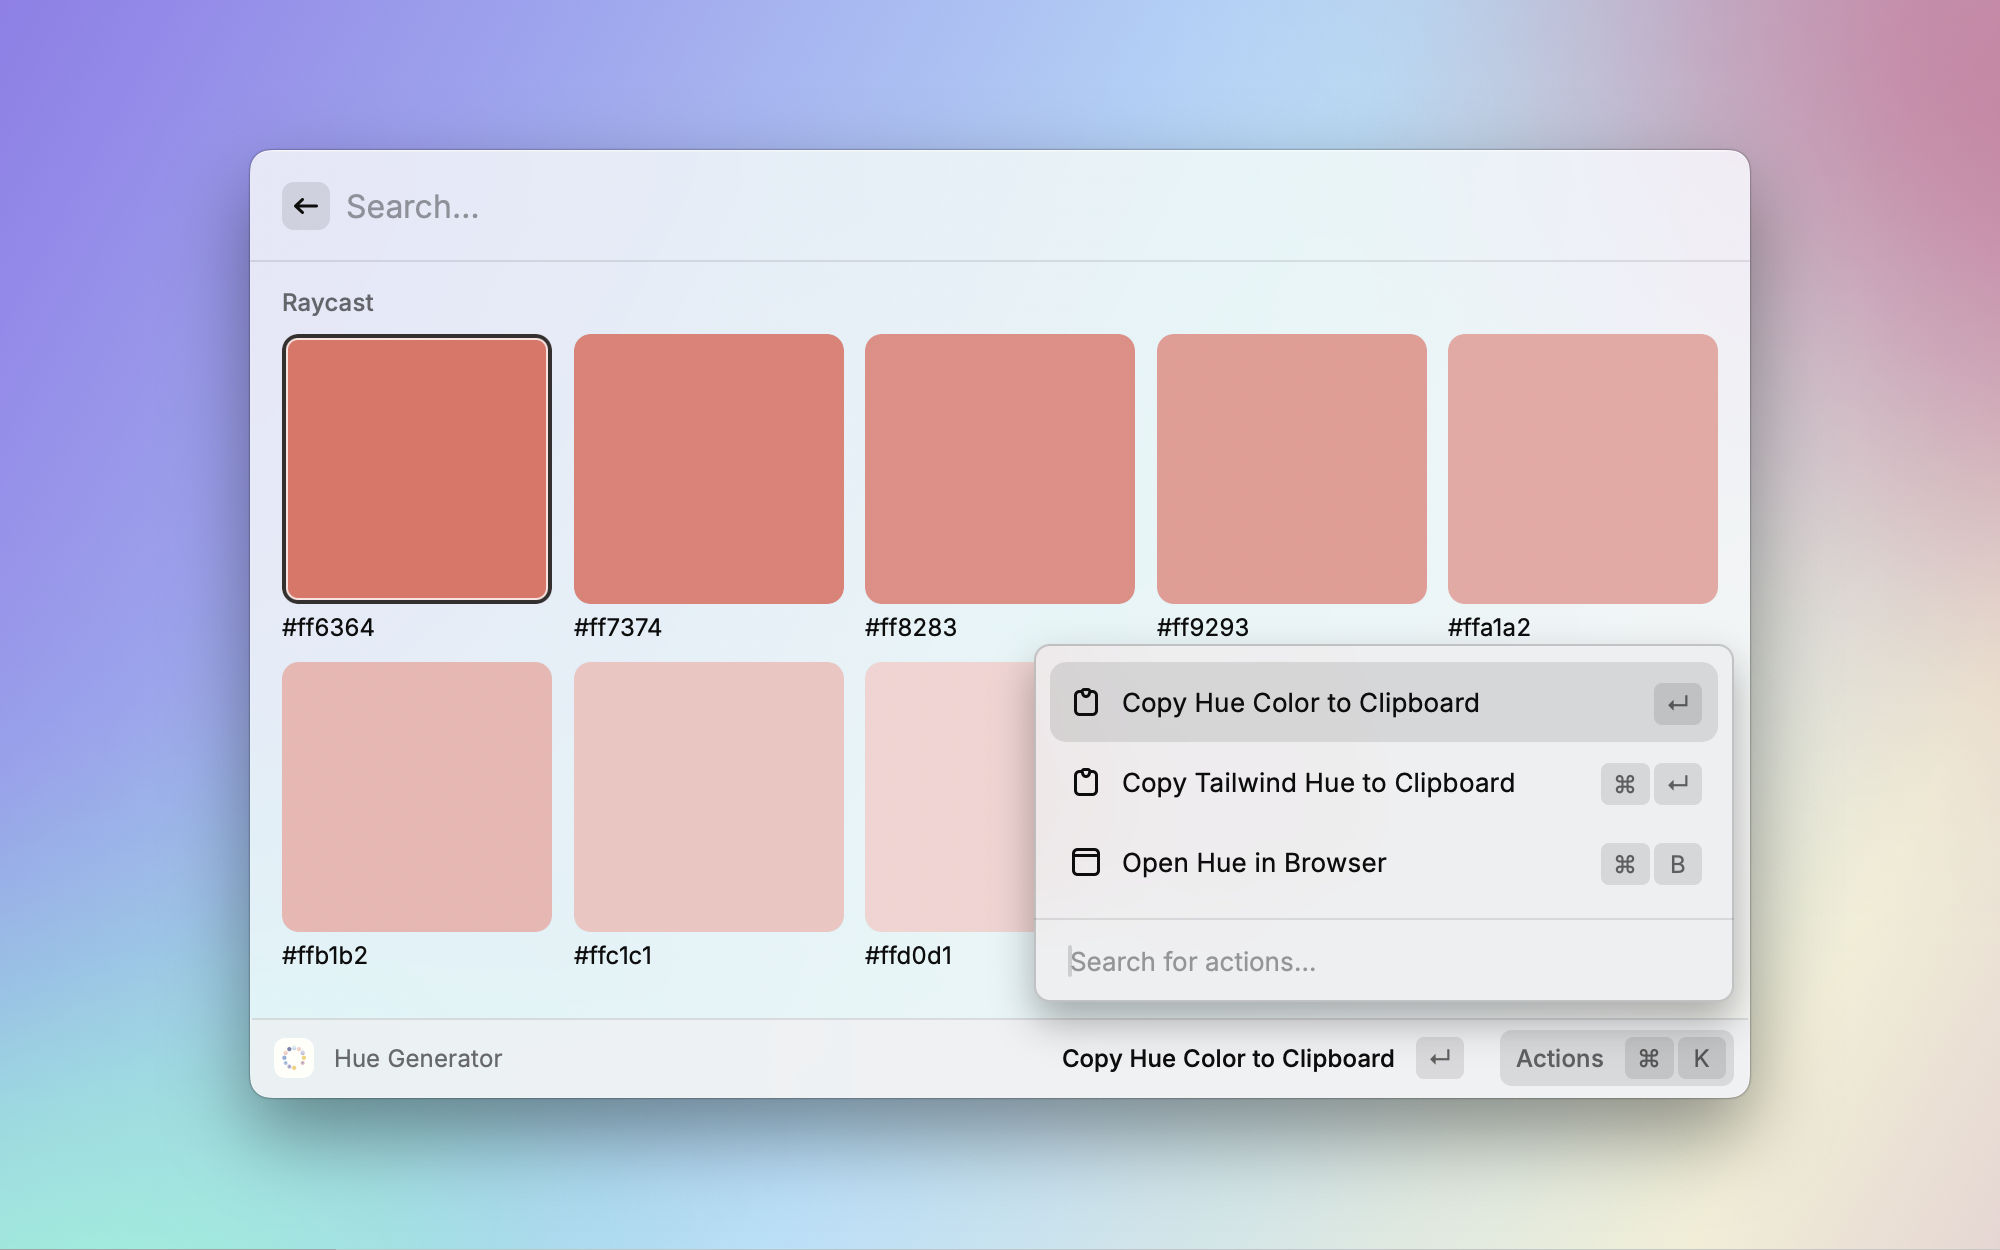 Search...
Raycast
#ff6364
#ff7374
#ff8283
#ff9293
#ffa1a2
#ffb1b2
#ffc1c1
#ffd0d1
Copy Hue Color to Clipboard
Copy Tailwind Hue to Clipboard ⌘
Open Hue in Browser ⌘ B
Search for actions...
Hue Generator
Copy Hue Color to Clipboard
Actions ⌘ K